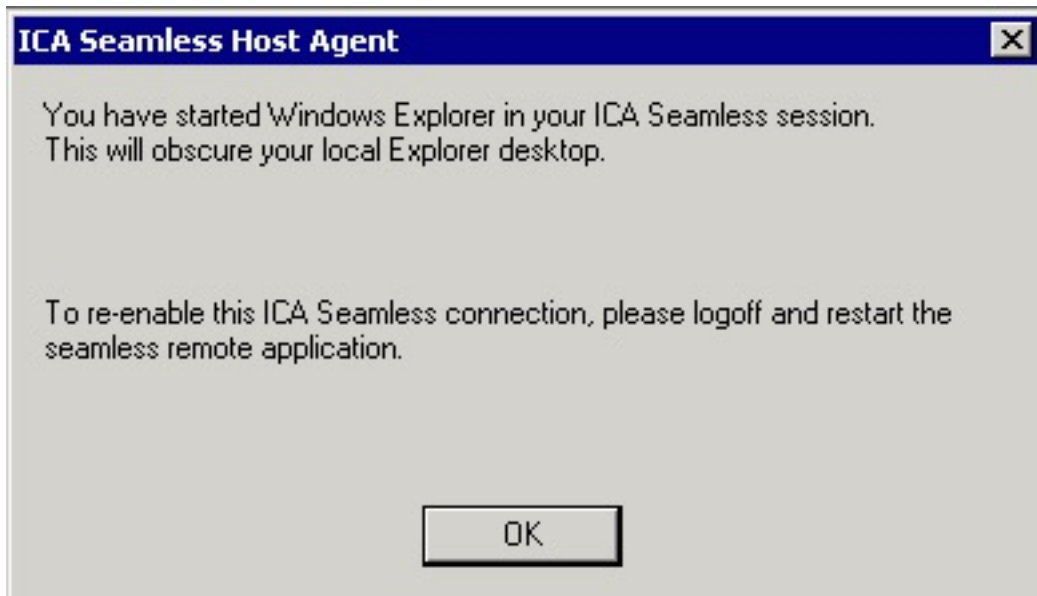 ICA Seamless Host Agent
You have started Windows Explorer in your ICA Seamless session.
This will obscure your local Explorer desktop.
To re-enable this ICA Seamless connection, please logoff and restart the
seamless remote application.
OK